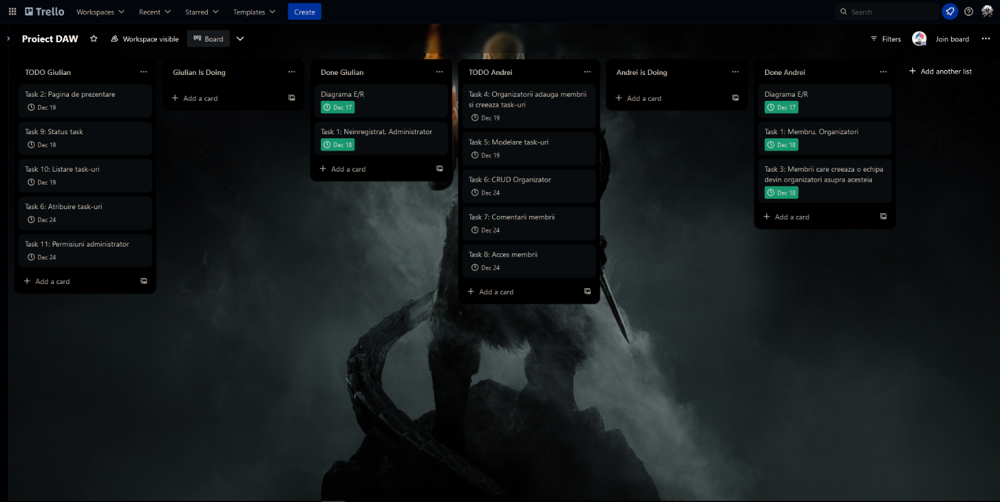 Trello
Workspaces
Recent
Starred
Templates
Create
Search
Proiect DAW
Workspace visible
Board
Filters
Join board
TODO Giulian
Task 2: Pagina de prezentare
Dec 19
Task 9: Status task
Dec 19
Task 10: Listare task-uri
Dec 19
Task 6: Atribuire task-uri
Dec 24
Task 11: Permisiuni administrator
Dec 24
Add a card
Giulian Is Doing
Add a card
Done Giulian
Diagrama E/R
Dec 17
Task 1: Neinregistrat, Administrator
Dec 18
Add a card
TODO Andrei
Task 4: Organizatorii adauga membrii
si creeaza task-uri
Dec 19
Task 5: Modelare task-uri
Dec 19
Task 6: CRUD Organizator
Dec 24
Task 7: Comentarii membrii
Dec 24
Task 8: Acces membrii
Dec 24
Add a card
Andrei is Doing
Add a card
Done Andrei
Diagrama E/R
Dec 17
Task 1: Membru, Organizatori
Dec 18
Task 3: Membrii care creeaza o echipa
devin organizatori asupra acesteia
Dec 18
Add a card
Add another list